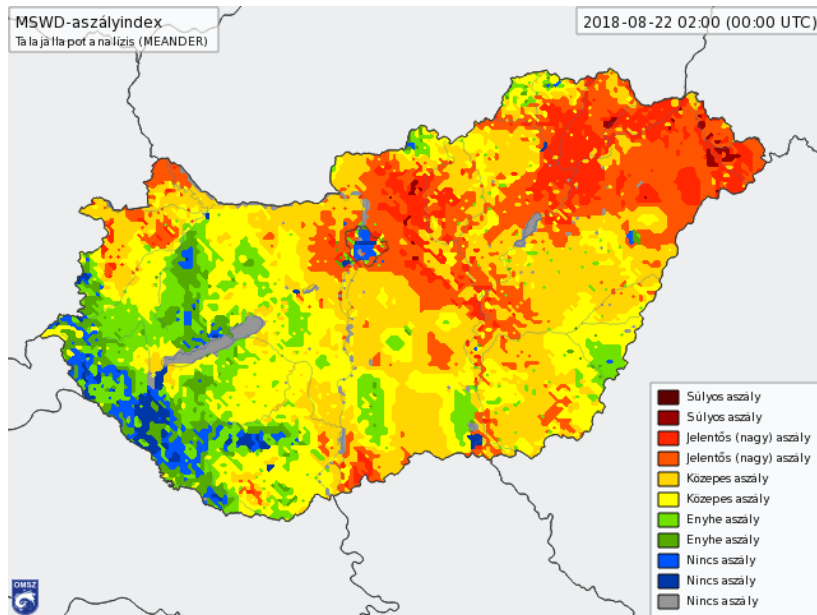 MSWD-aszályindex
Talajállapot analízis (MEANDER)
2018-08-22 02:00 (00:00 UTC)
Súlyos aszály
Súlyos aszály
Jelentős (nagy) aszály
Jelentős (nagy) aszály
Közepes aszály
Közepes aszály
Enyhe aszály
Enyhe aszály
Nincs aszály
Nincs aszály
Nincs aszály
OMSZ